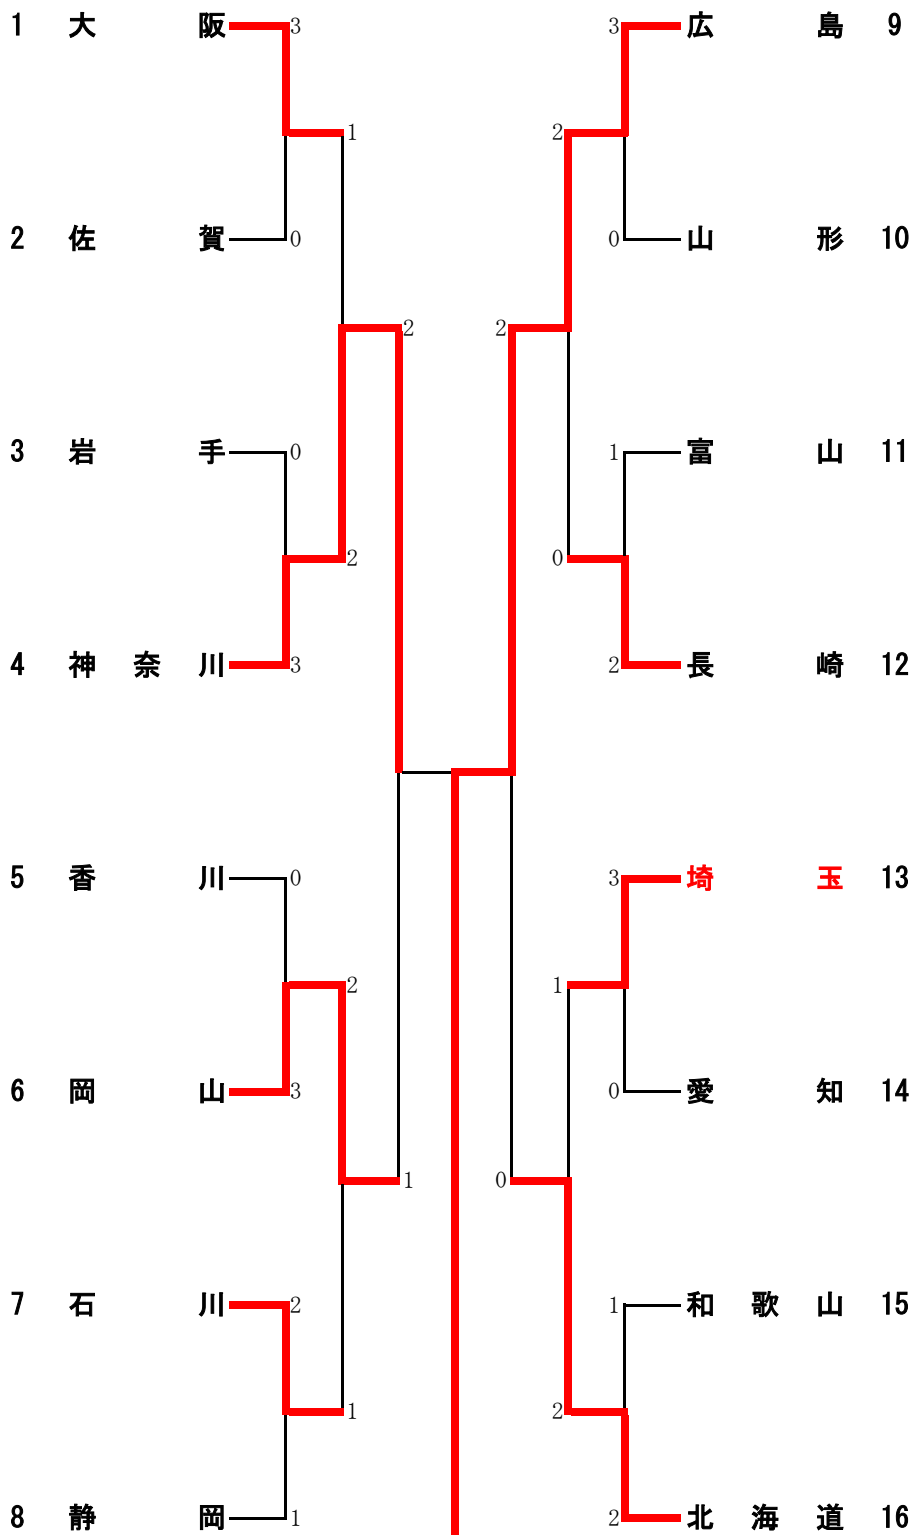 1 大 阪 3 3 広 島 9
1 2
2 佐 賀 0 0 山 形 10
2 2
3 岩 手 0 1 富 山 11
2 0
4 神 奈 川 3 2 長 崎 12
5 香 川 0 3 埼 玉 13
2 1
6 岡 山 3 0 愛 知 14
1 0
7 石 川 2 1 和 歌 山 15
1 2
8 静 岡 1 2 北 海 道 16